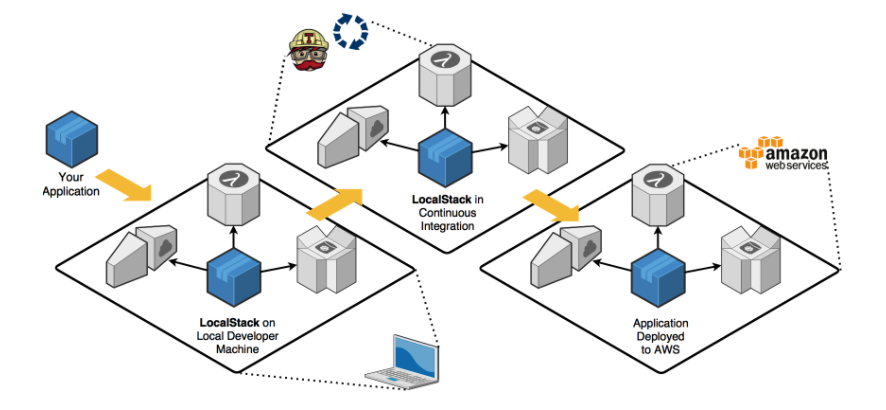 Your
Application
LocalStack on
Local Developer
Machine
LocalStack in
Continuous
Integration
amazon
webservices
Application
Deployed
to AWS